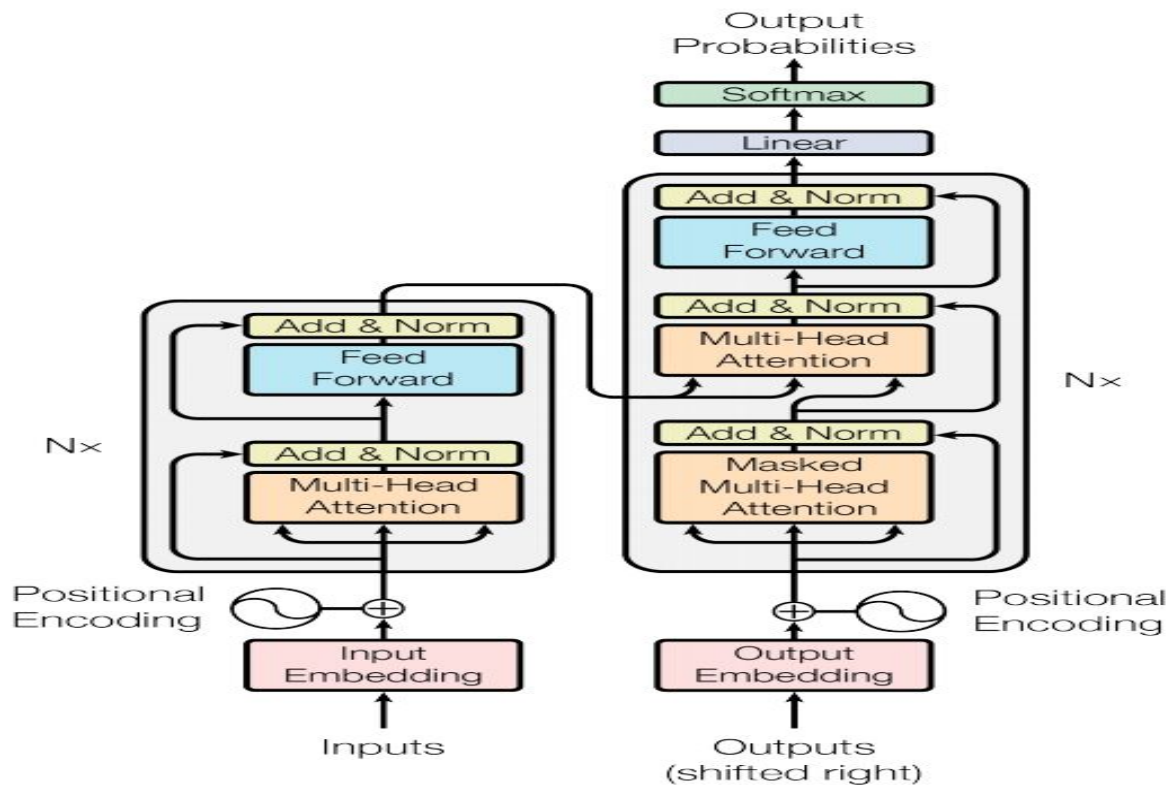 Output
Probabilities
Softmax
Linear
Add & Norm
Feed
Forward
Add & Norm
Multi-Head
Attention
Nx
Add & Norm
Masked
Multi-Head
Attention
Add & Norm
Feed
Forward
Nx
Add & Norm
Multi-Head
Attention
Positional
Encoding
Positional
Encoding
Input
Embedding
Output
Embedding
Inputs
Outputs
(shifted right)